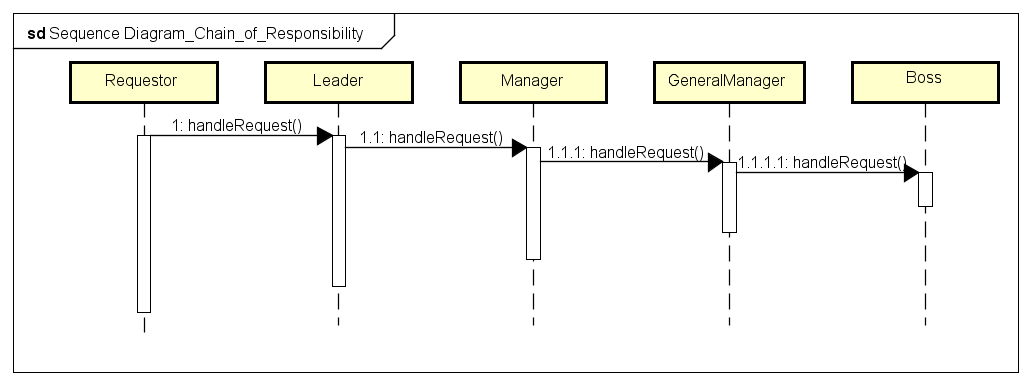 sd Sequence Diagram_Chain_of_Responsibility
Requestor
Leader
Manager
GeneralManager
Boss
1: handleRequest()
1.1: handleRequest()
1.1.1: handleRequest()
1.1.1.1: handleRequest()